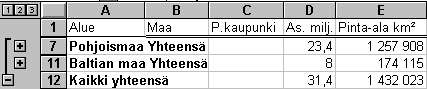 1 2 3 A B C D E
1 Alue Maa P.kaupunki As. milj. Pinta-ala km²
7 Pohjoismaa Yhteensä 23,4 1 257 908
11 Baltian maa Yhteensä 8 174 115
12 Kaikki yhteensä 31,4 1 432 023